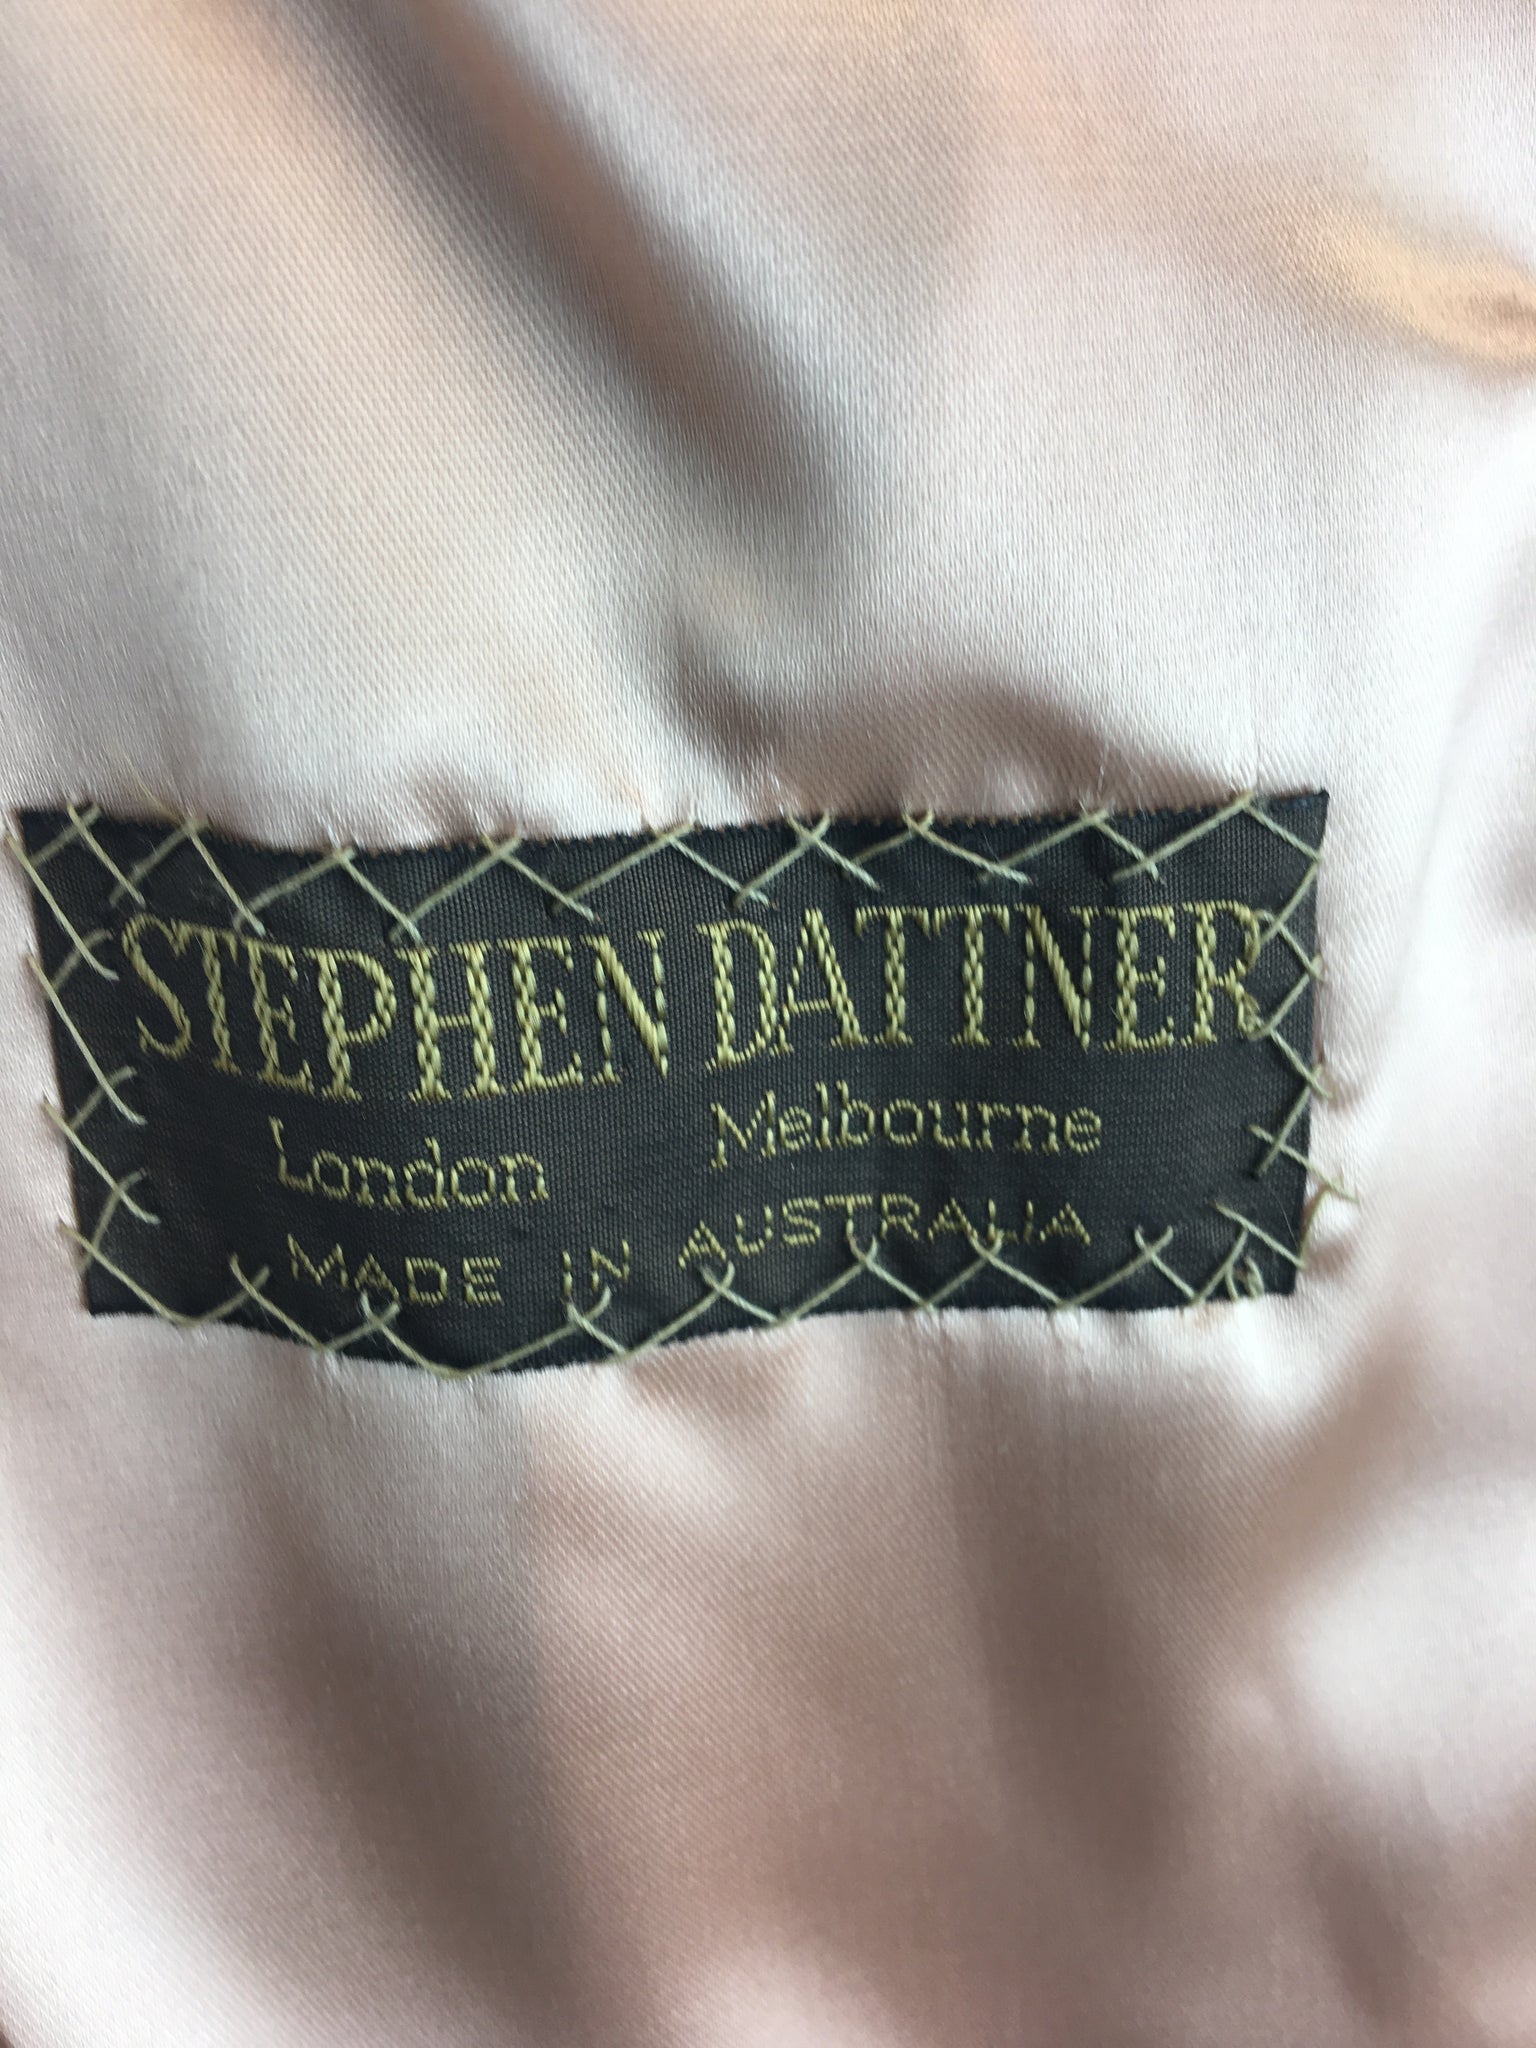 STEPHEN DATTNER
London Melbourne
MADE IN AUSTRALIA